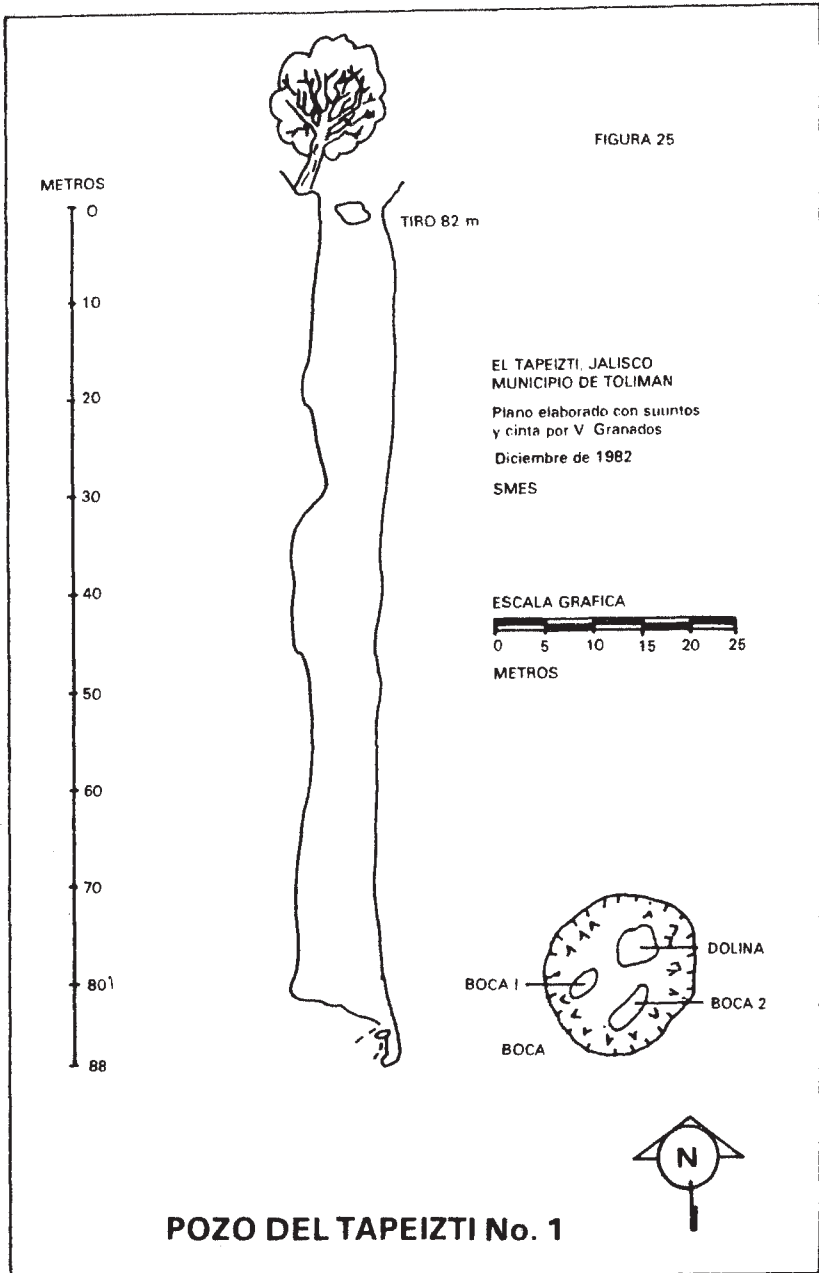 FIGURA 25
METROS
0
TIRO 82 m
10
20
30
40
50
60
70
80
88
EL TAPEIZTI, JALISCO
MUNICIPIO DE TOLIMAN
Plano elaborado con suuntos
y cinta por V. Granados
Diciembre de 1982
SMES
ESCALA GRAFICA
0 5 10 15 20 25
METROS
DOLINA
BOCA 1
BOCA 2
BOCA
N
POZO DEL TAPEIZTI No. 1